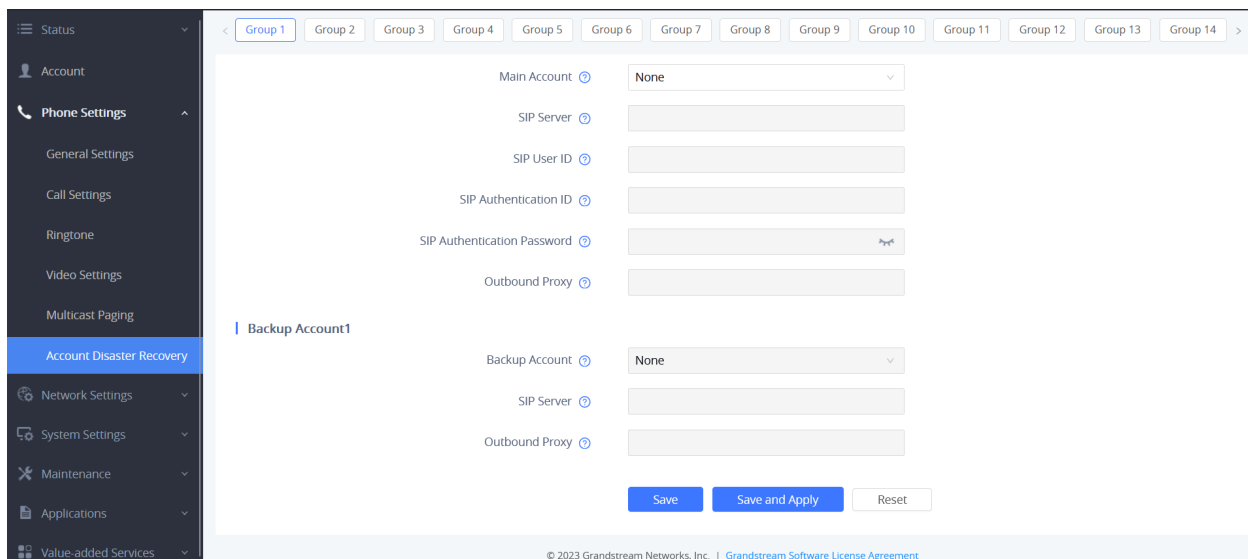 Status
Account
Phone Settings
General Settings
Call Settings
Ringtone
Video Settings
Multicast Paging
Account Disaster Recovery
Network Settings
System Settings
Maintenance
Applications
Value-added Services
< Group 1 Group 2 Group 3 Group 4 Group 5 Group 6 Group 7 Group 8 Group 9 Group 10 Group 11 Group 12 Group 13 Group 14 >
Main Account ? None
SIP Server ?
SIP User ID ?
SIP Authentication ID ?
SIP Authentication Password ?
Outbound Proxy ?
Backup Account1
Backup Account ? None
SIP Server ?
Outbound Proxy ?
Save Save and Apply Reset
© 2023 Grandstream Networks, Inc. | Grandstream Software License Agreement